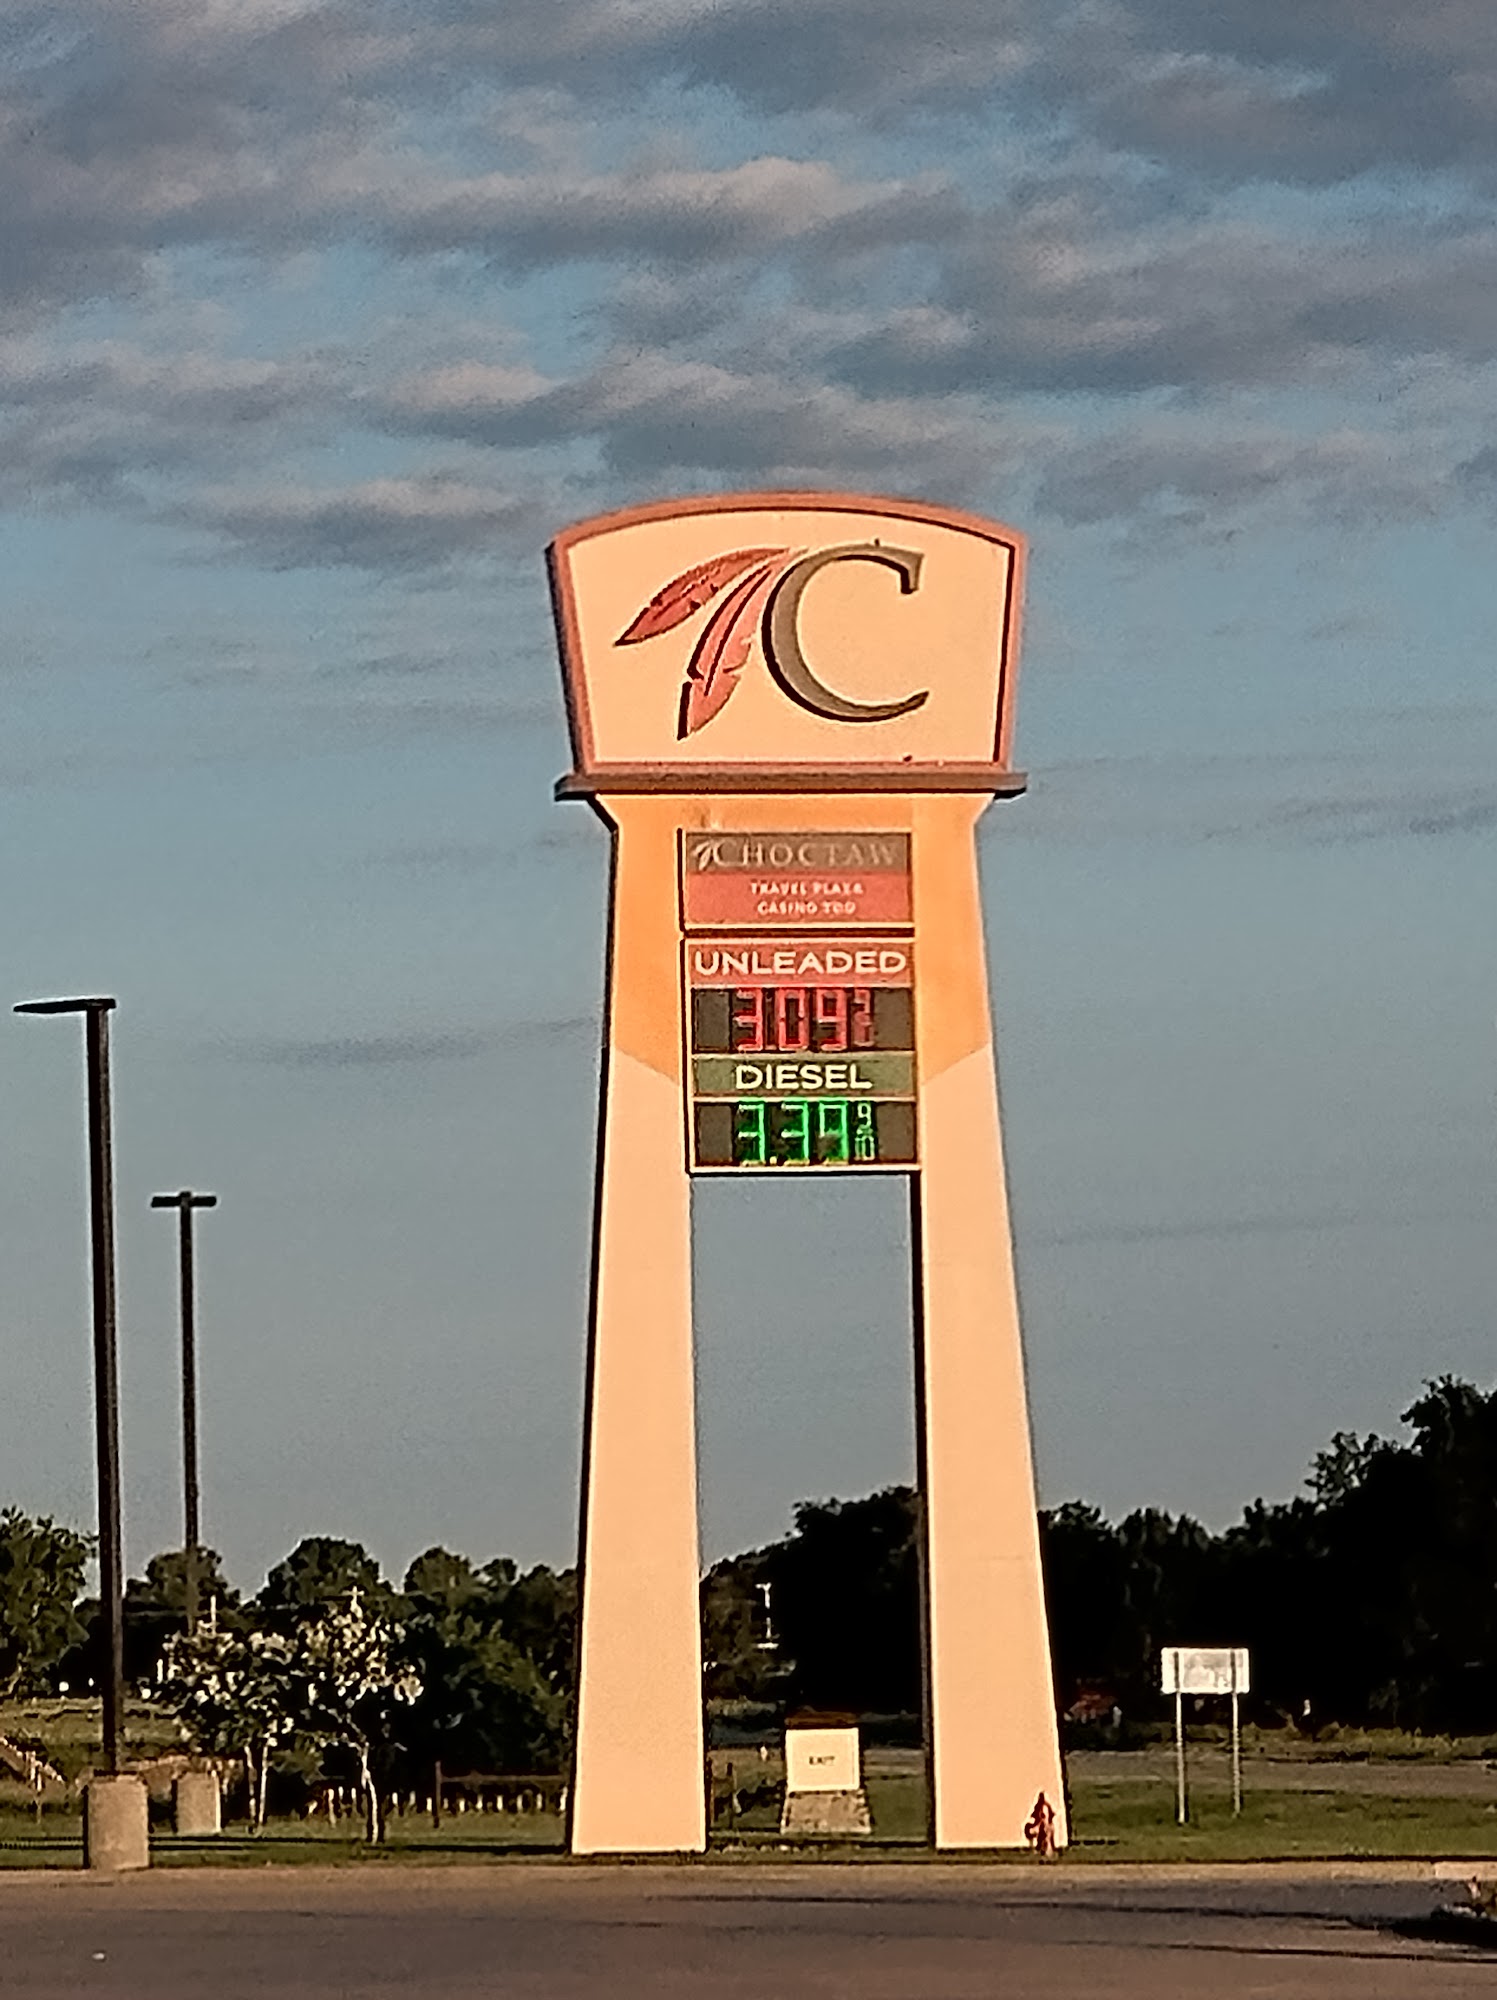 C
CHOCTAW
TRAVEL PLAZA
CASINO TOO
UNLEADED
3.09
DIESEL
3.39 9/10
EXIT